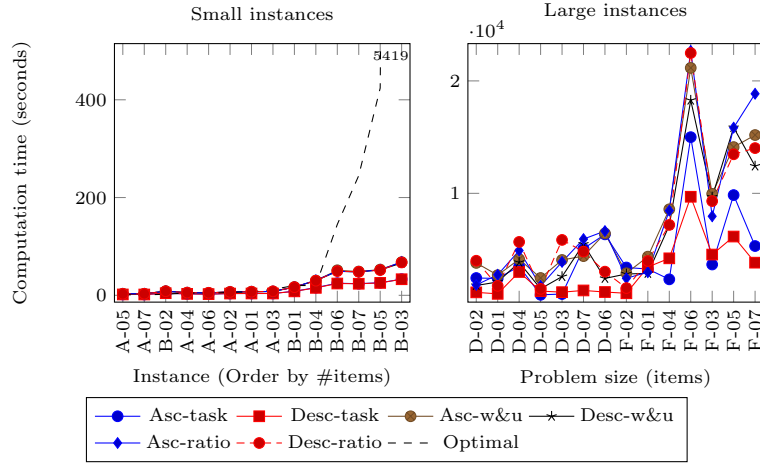 Small instances
Large instances
·10⁴
5419
Computation time (seconds)
400
200
0
2
1
A-05
A-07
B-02
A-04
A-06
A-02
A-01
A-03
B-01
B-04
B-06
B-07
B-05
B-03
D-02
D-01
D-04
D-05
D-03
D-07
D-06
F-02
F-01
F-04
F-06
F-03
F-05
F-07
Instance (Order by #items)
Problem size (items)
Asc-task Desc-task Asc-w&u Desc-w&u
Asc-ratio Desc-ratio Optimal